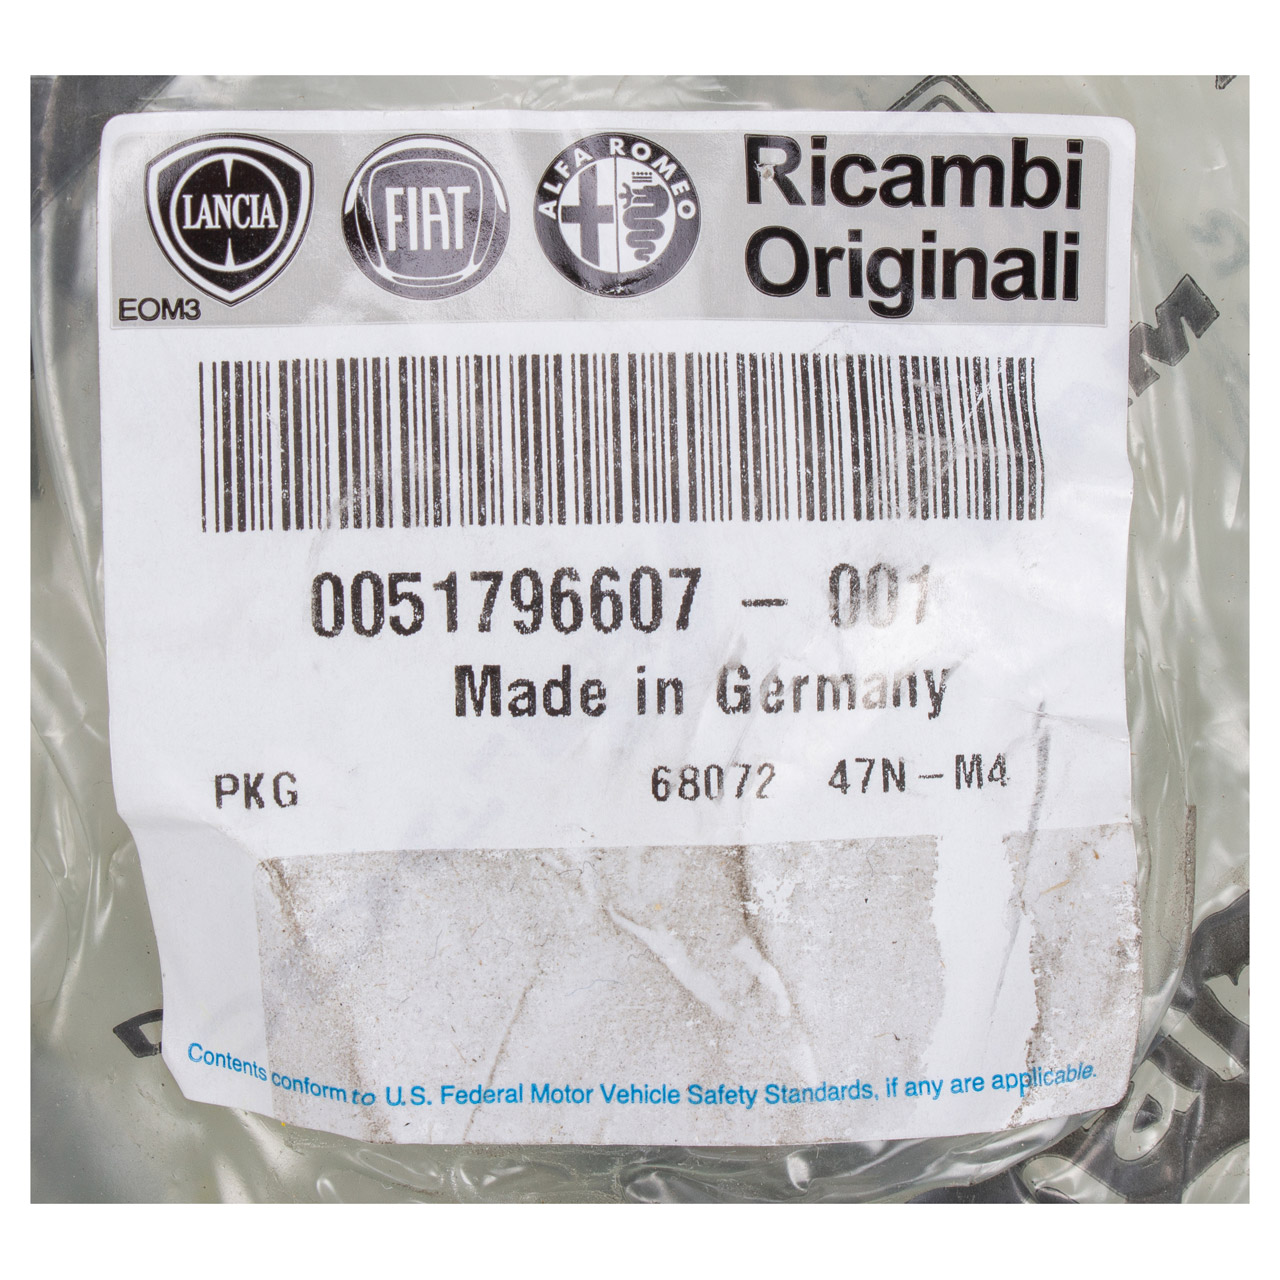 LANCIA
FIAT
ALFA ROMEO
Ricambi
Originali
EOM3
0051796607 - 001
Made in Germany
PKG 68072 47N-M4
Contents conform to U.S. Federal Motor Vehicle Safety Standards, if any are applicable.